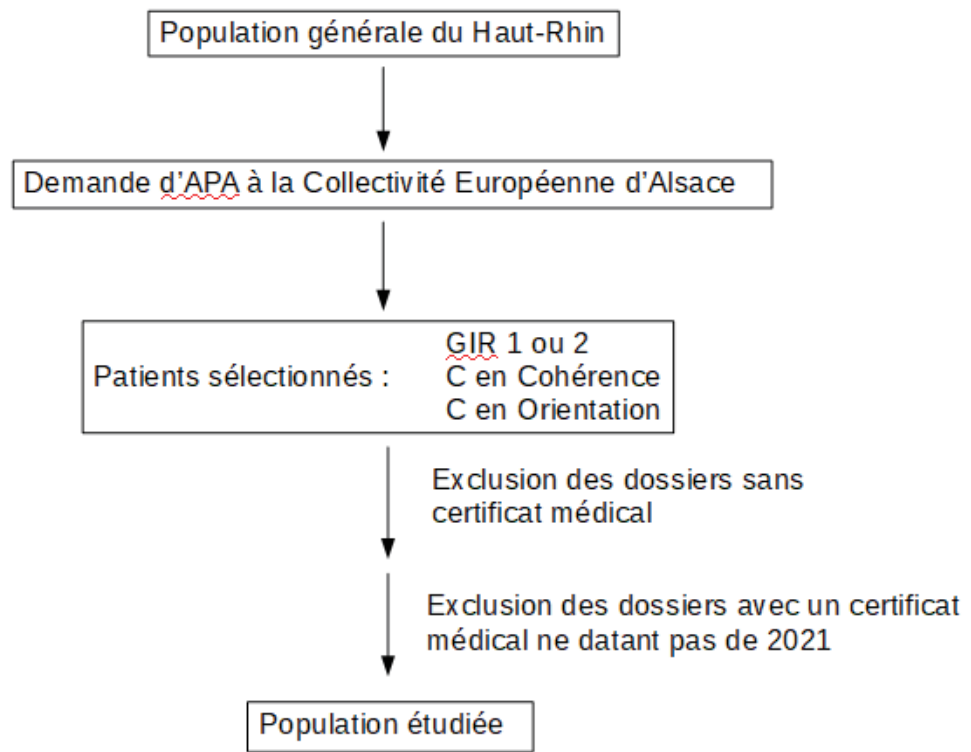 Population générale du Haut-Rhin
Demande d'APA à la Collectivité Européenne d'Alsace
GIR 1 ou 2
Patients sélectionnés : C en Cohérence
C en Orientation
Exclusion des dossiers sans
certificat médical
Exclusion des dossiers avec un certificat
médical ne datant pas de 2021
Population étudiée